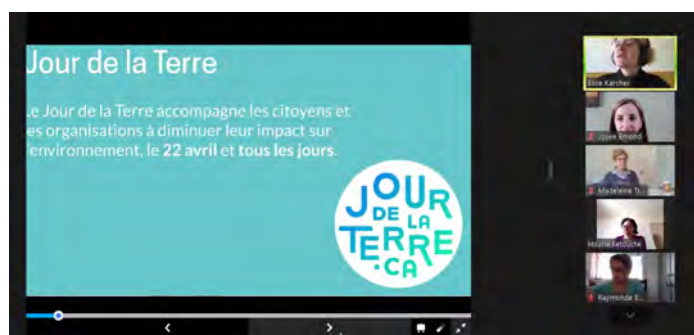 Jour de la Terre
Le Jour de la Terre accompagne les citoyens et
les organisations à diminuer leur impact sur
l'environnement, le 22 avril et tous les jours.
JOUR
DE LA
TERRE
.CA
Elise Karcher
Josée Emond
Madeleine
Raymonde